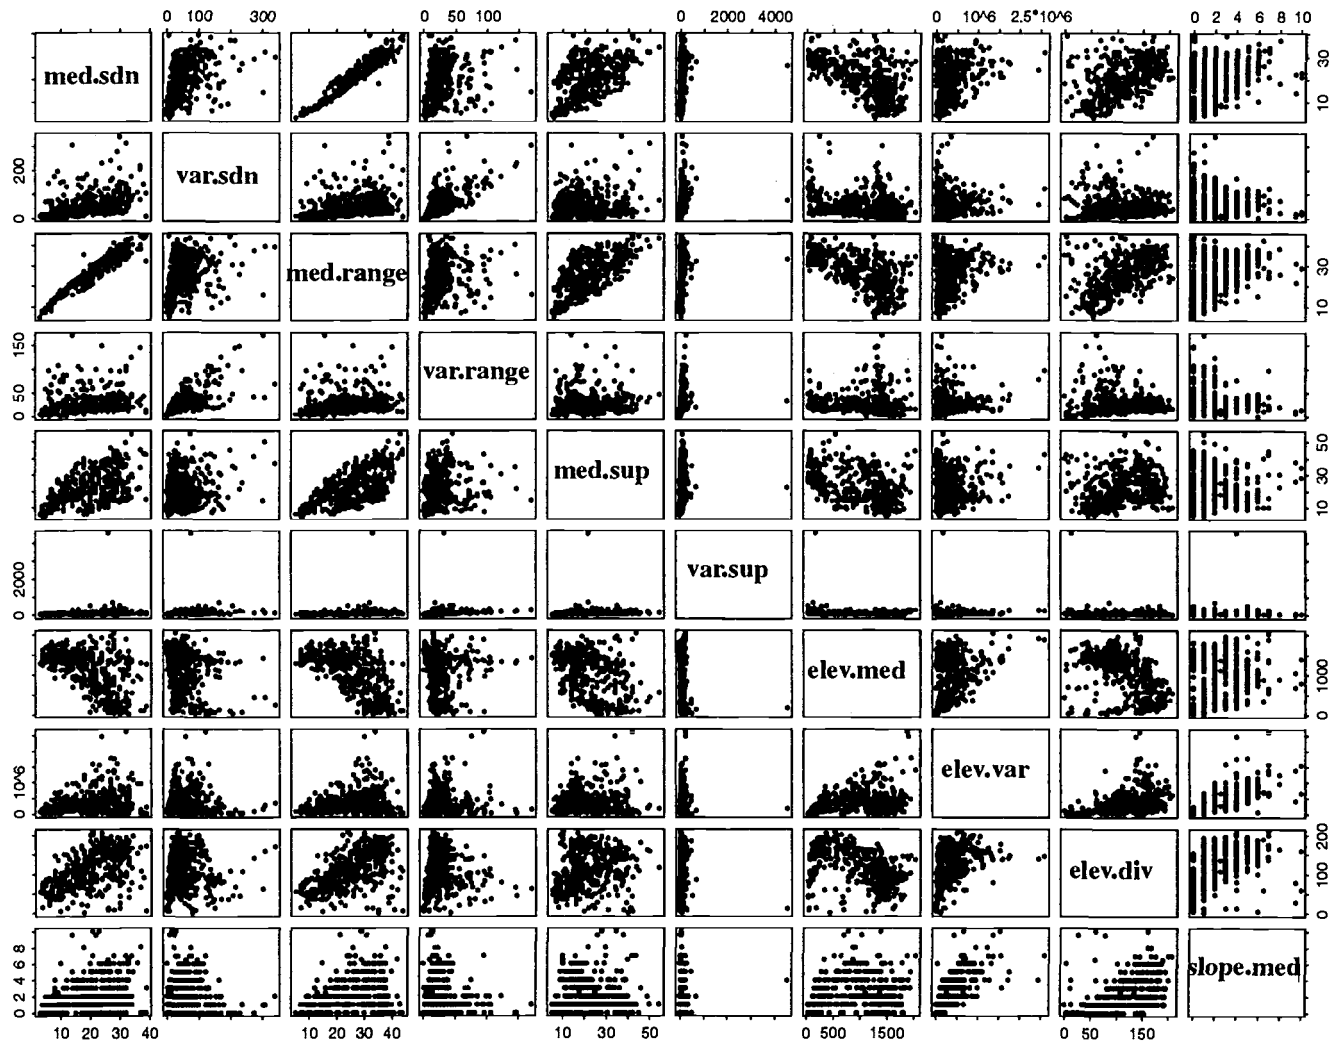 0 100 300 0 50 100 0 2000 4000 0 10^6 2.5*10^6 0 2 4 6 8 10
med.sdn 10 30
0 200 var.sdn
med.range 10 30
0 50 150 var.range
med.sup 10 30 50
0 2000 var.sup
elev.med 0 1000
0 10^6 elev.var
elev.div 0 100 200
0 2 4 6 8 slope.med
10 20 30 40 10 20 30 40 10 20 30 40 50 0 500 1500 0 50 150